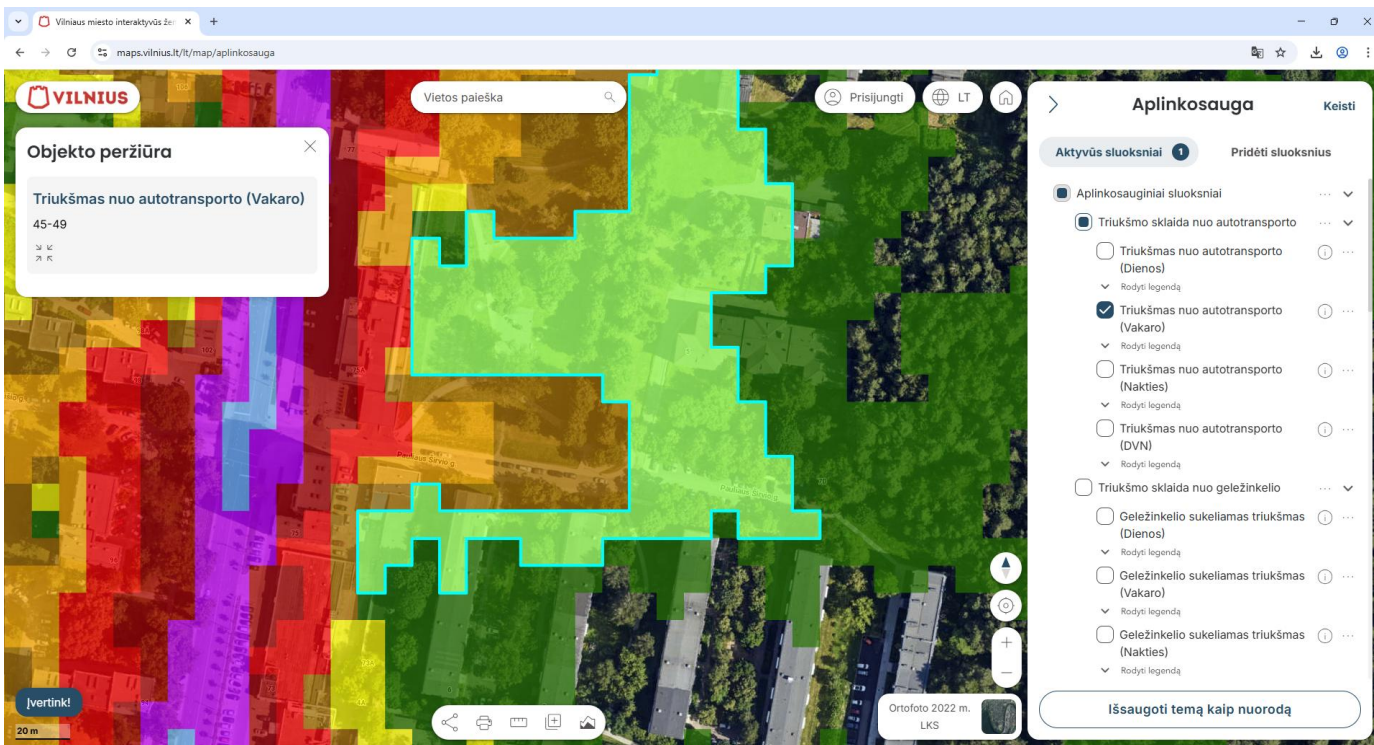 Vilniaus miesto interaktyvūs že
maps.vilnius.lt/lt/map/aplinkosauga
VILNIUS
Vietos paieška
Prisijungti
LT
Objekto peržiūra
Triukšmas nuo autotransporto (Vakaro)
45-49
Aplinkosauga
Keisti
Aktyvūs sluoksniai 1
Pridėti sluoksnius
Aplinkosauginiai sluoksniai
Triukšmo sklaida nuo autotransporto
Triukšmas nuo autotransporto
(Dienos)
Rodyti legendą
Triukšmas nuo autotransporto
(Vakaro)
Rodyti legendą
Triukšmas nuo autotransporto
(Nakties)
Rodyti legendą
Triukšmas nuo autotransporto
(DVN)
Rodyti legendą
Triukšmo sklaida nuo geležinkelio
Geležinkelio sukeliamas triukšmas
(Dienos)
Rodyti legendą
Geležinkelio sukeliamas triukšmas
(Vakaro)
Rodyti legendą
Geležinkelio sukeliamas triukšmas
(Nakties)
Rodyti legendą
Išsaugoti temą kaip nuorodą
Pauliaus Širvio g.
Pauliaus Širvio g.
Įvertink!
20 m
Ortofoto 2022 m.
LKS